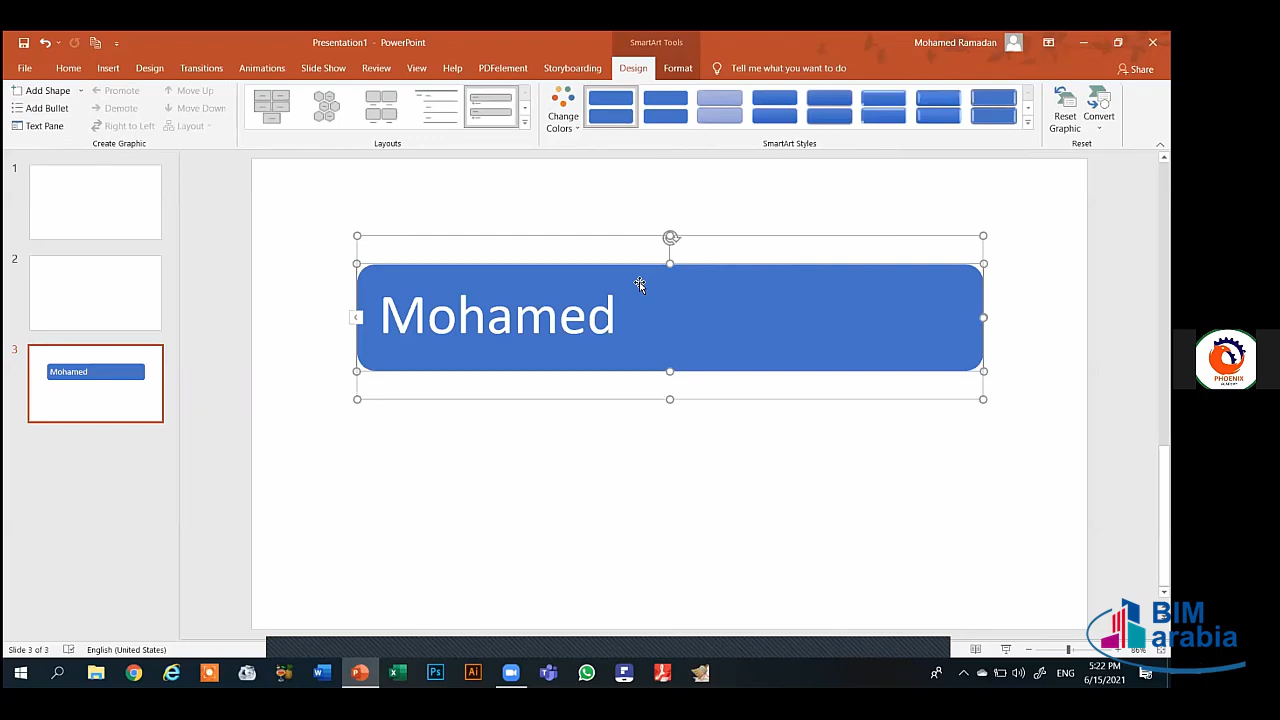 Presentation1 - PowerPoint
SmartArt Tools
Mohamed Ramadan
File Home Insert Design Transitions Animations Slide Show Review View Help PDFelement Storyboarding Design Format Tell me what you want to do Share
Add Shape Promote Move Up
Add Bullet Demote Move Down
Text Pane Right to Left Layout
Create Graphic
Layouts
Change Colors
SmartArt Styles
Reset Graphic
Convert
Reset
1
2
3
Mohamed
Mohamed
PHOENIX
BIM
arabia
Slide 3 of 3 English (United States) 86%
ENG
5:22 PM
6/15/2021